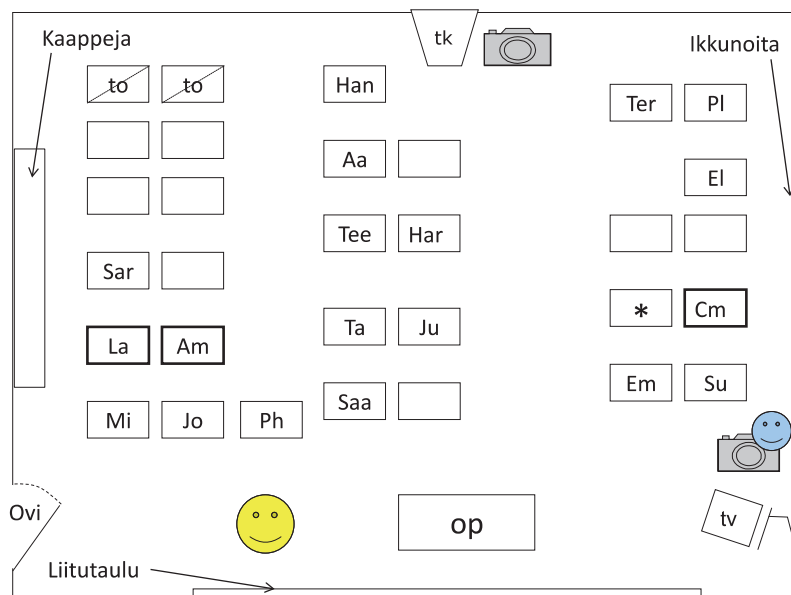 Kaappeja
tk
Ikkunoita
to to
Han
Ter Pl
Aa
El
Tee Har
Sar
* Cm
La Am
Ta Ju
Em Su
Saa
Mi Jo Ph
Ovi
op
tv
Liitutaulu